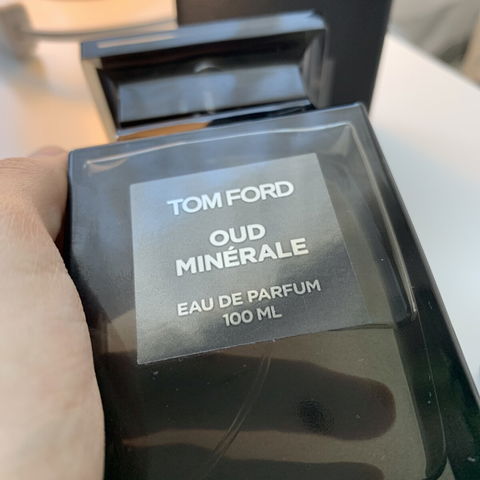 TOM FORD
OUD
MINÉRALE
EAU DE PARFUM
100 ML